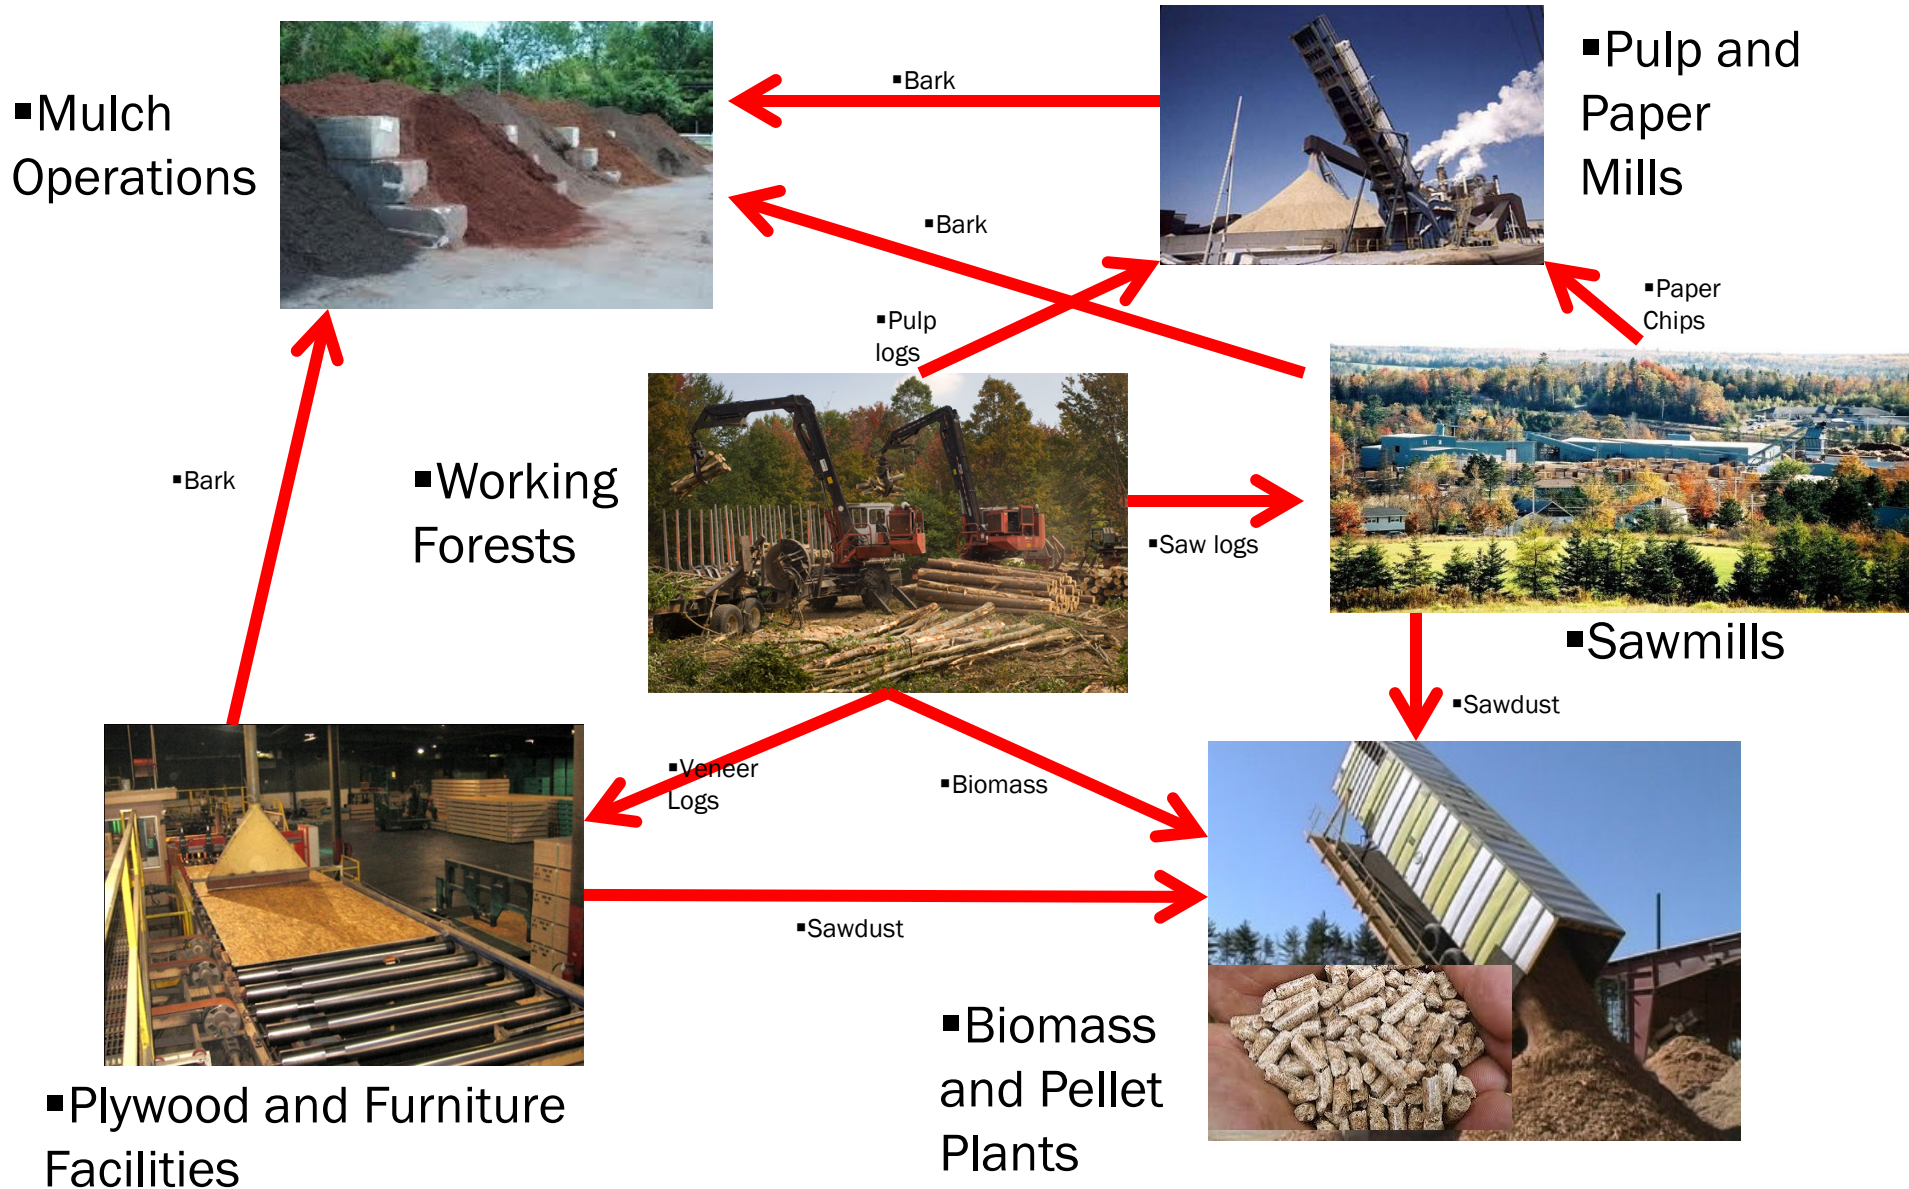 ▪Mulch
Operations
▪Bark
▪Pulp and
Paper
Mills
▪Bark
▪Pulp
logs
▪Paper
Chips
▪Bark
▪Working
Forests
▪Saw logs
▪Sawmills
▪Sawdust
▪Veneer
Logs
▪Biomass
▪Sawdust
▪Biomass
and Pellet
Plants
▪Plywood and Furniture
Facilities